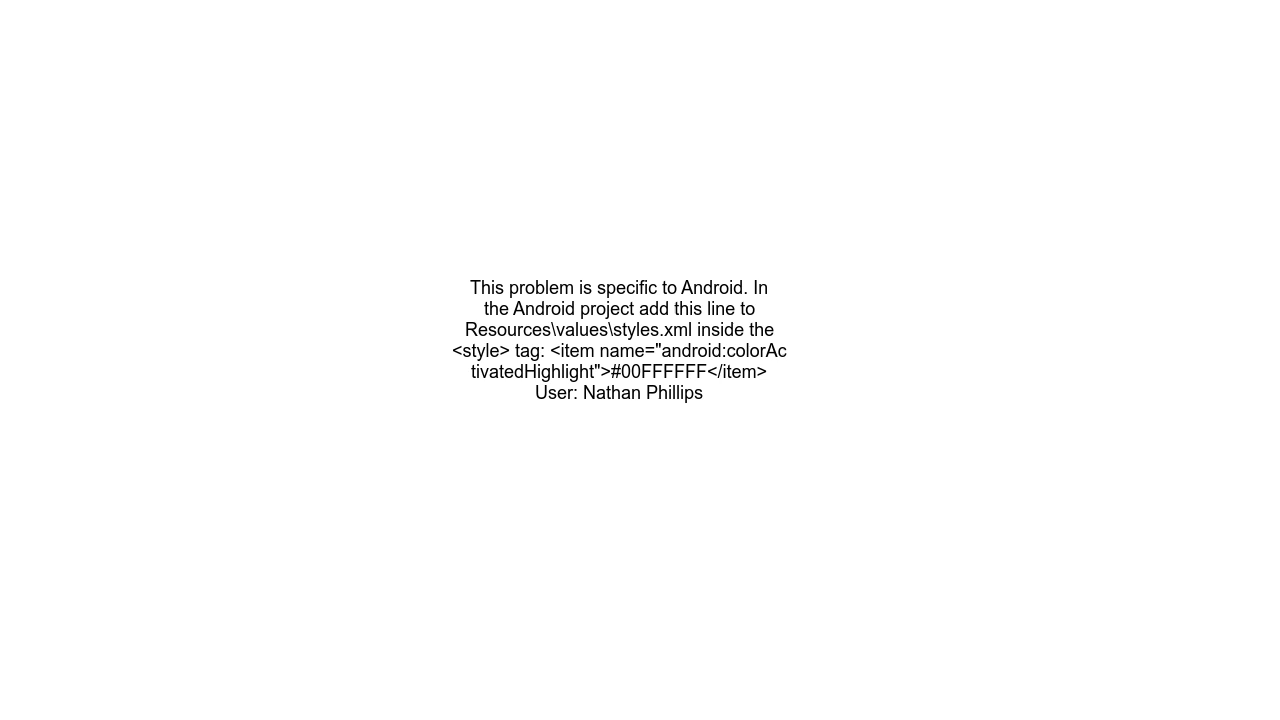 This problem is specific to Android. In
the Android project add this line to
Resources\values\styles.xml inside the
<style> tag: <item name="android:colorAc
tivatedHighlight">#00FFFFFF</item>
User: Nathan Phillips